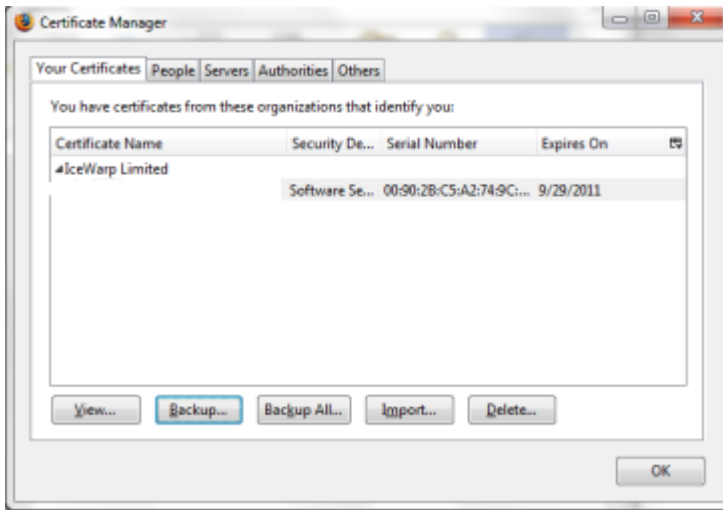 Certificate Manager
Your Certificates People Servers Authorities Others
You have certificates from these organizations that identify you:
Certificate Name Security De... Serial Number Expires On
IceWarp Limited
Software Se... 00:90:2B:C5:A2:74:9C:... 9/29/2011
View... Backup... Backup All... Import... Delete...
OK